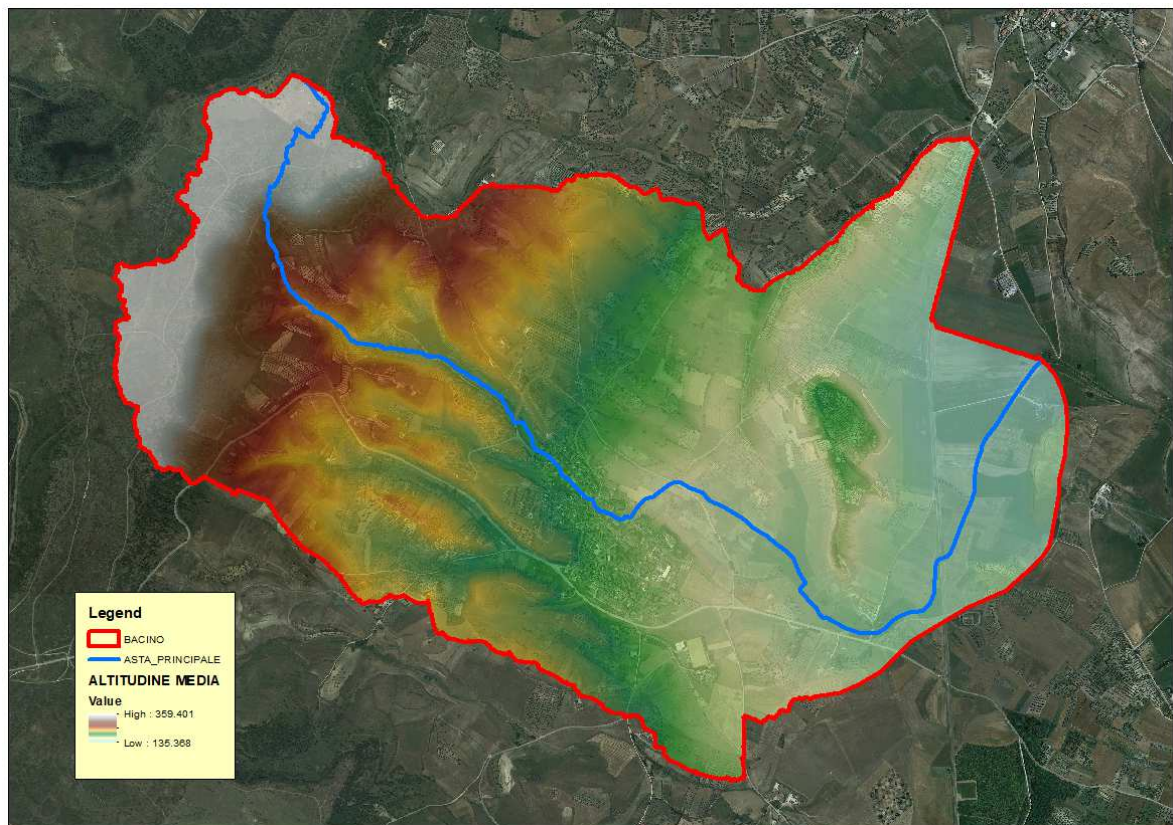 Legend
BACINO
ASTA_PRINCIPALE
ALTITUDINE MEDIA
Value
High : 359.401
Low : 135.368